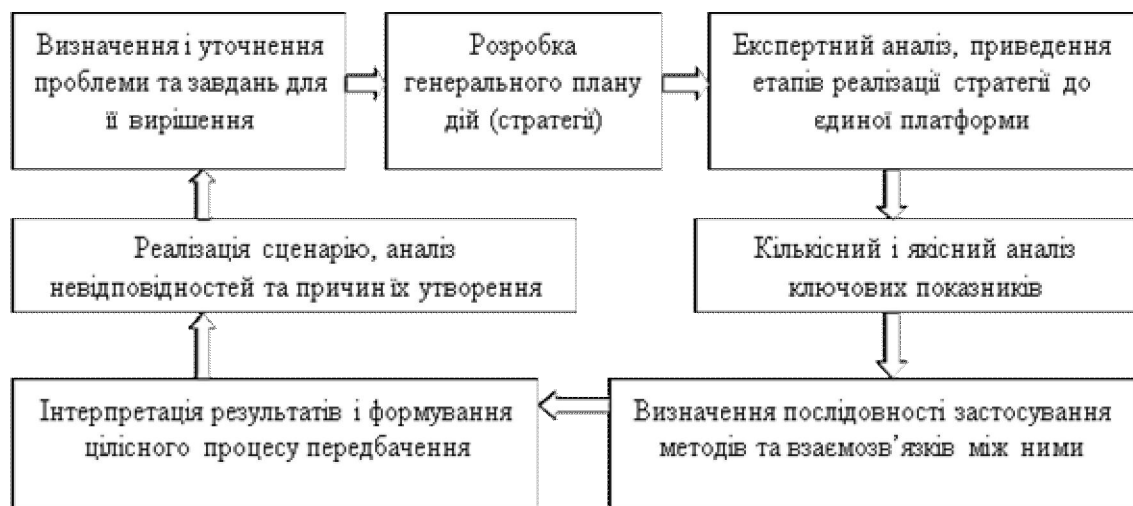 Визначення і уточнення
проблеми та завдань для
її вирішення
Розробка
генерального плану
дій (стратегії)
Експертний аналіз, приведення
етапів реалізації стратегії до
єдиної платформи
Кількісний і якісний аналіз
ключових показників
Визначення послідовності застосування
методів та взаємозв’язків між ними
Інтерпретація результатів і формування
цілісного процесу передбачення
Реалізація сценарію, аналіз
невідповідностей та причин їх утворення